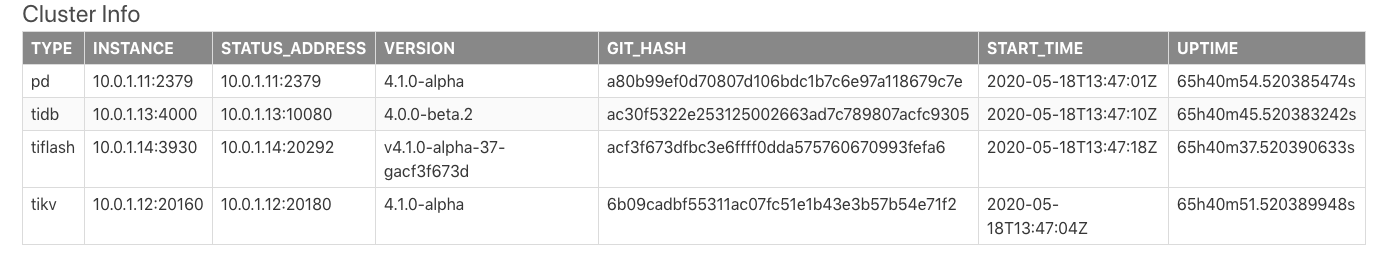 Cluster Info
TYPE INSTANCE STATUS_ADDRESS VERSION GIT_HASH START_TIME UPTIME
pd 10.0.1.11:2379 10.0.1.11:2379 4.1.0-alpha a80b99ef0d70807d106bdc1b7c6e97a118679c7e 2020-05-18T13:47:01Z 65h40m54.520385474s
tidb 10.0.1.13:4000 10.0.1.13:10080 4.0.0-beta.2 ac30f5322e253125002663ad7c789807acfc9305 2020-05-18T13:47:10Z 65h40m45.520383242s
tiflash 10.0.1.14:3930 10.0.1.14:20292 v4.1.0-alpha-37- acf3f673dfbc3e6ffff0dda575760670993fefa6 2020-05-18T13:47:18Z 65h40m37.520390633s
gacf3f673d
tikv 10.0.1.12:20160 10.0.1.12:20180 4.1.0-alpha 6b09cadbf55311ac07fc51e1b43e3b57b54e71f2 2020-05- 65h40m51.520389948s
18T13:47:04Z